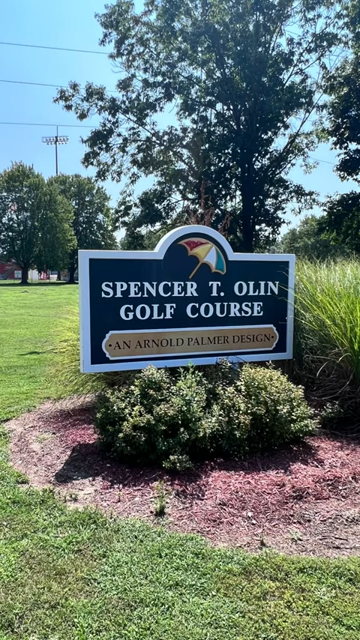 SPENCER T. OLIN
GOLF COURSE
•AN ARNOLD PALMER DESIGN•